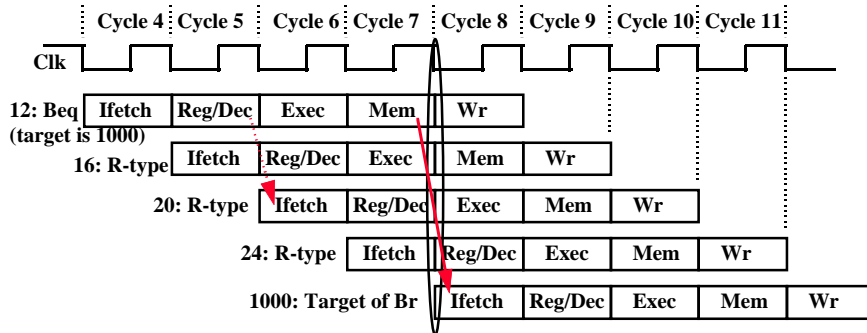 Cycle 4 Cycle 5 Cycle 6 Cycle 7 Cycle 8 Cycle 9 Cycle 10 Cycle 11
Clk
12: Beq Ifetch Reg/Dec Exec Mem Wr
(target is 1000)
16: R-type Ifetch Reg/Dec Exec Mem Wr
20: R-type Ifetch Reg/Dec Exec Mem Wr
24: R-type Ifetch Reg/Dec Exec Mem Wr
1000: Target of Br Ifetch Reg/Dec Exec Mem Wr